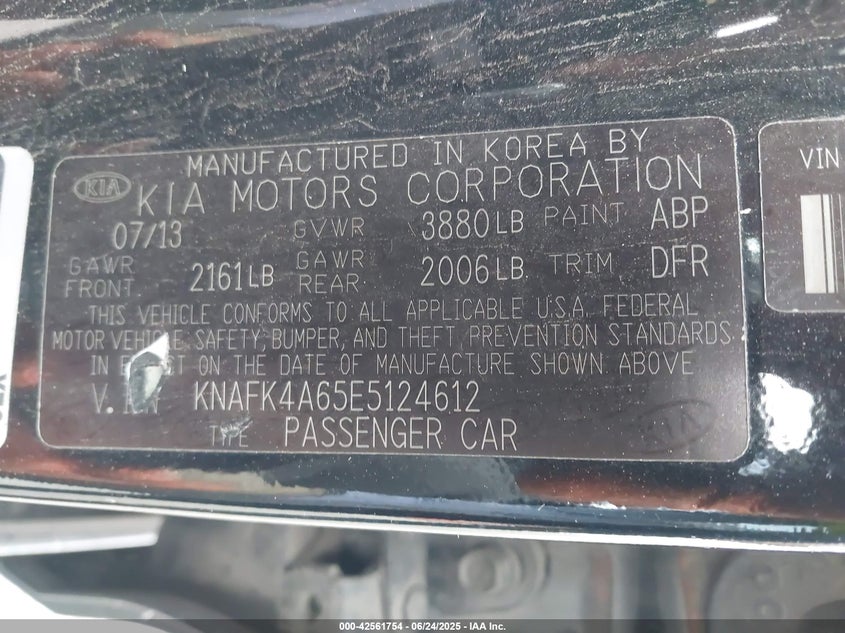 MANUFACTURED IN KOREA BY
KIA KIA MOTORS CORPORATION
07/13 GVWR 3880LB PAINT ABP
GAWR FRONT 2161LB GAWR REAR 2006LB TRIM DFR
THIS VEHICLE CONFORMS TO ALL APPLICABLE U.S.A. FEDERAL
MOTOR VEHICLE SAFETY, BUMPER, AND THEFT PREVENTION STANDARDS
IN EFFECT ON THE DATE OF MANUFACTURE SHOWN ABOVE
KNAFK4A65E5124612
TYPE PASSENGER CAR
KIA
VIN
000-42561754 - 06/24/2025 - IAA Inc.